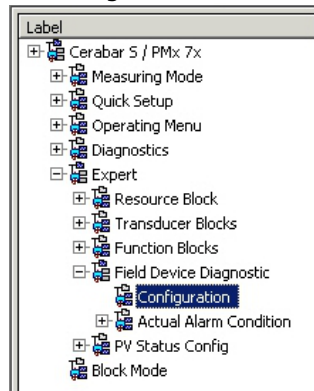 Label
Cerabar S / PMx 7x
Measuring Mode
Quick Setup
Operating Menu
Diagnostics
Expert
Resource Block
Transducer Blocks
Function Blocks
Field Device Diagnostic
Configuration
Actual Alarm Condition
PV Status Config
Block Mode